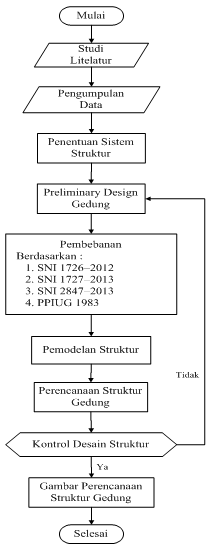 Mulai
Studi
Litelatur
Pengumpulan
Data
Penentuan Sistem
Struktur
Preliminary Design
Gedung
Pembebanan
Berdasarkan :
1. SNI 1726–2012
2. SNI 1727–2013
3. SNI 2847–2013
4. PPIUG 1983
Pemodelan Struktur
Tidak
Perencanaan Struktur
Gedung
Kontrol Desain Struktur
Ya
Gambar Perencanaan
Struktur Gedung
Selesai